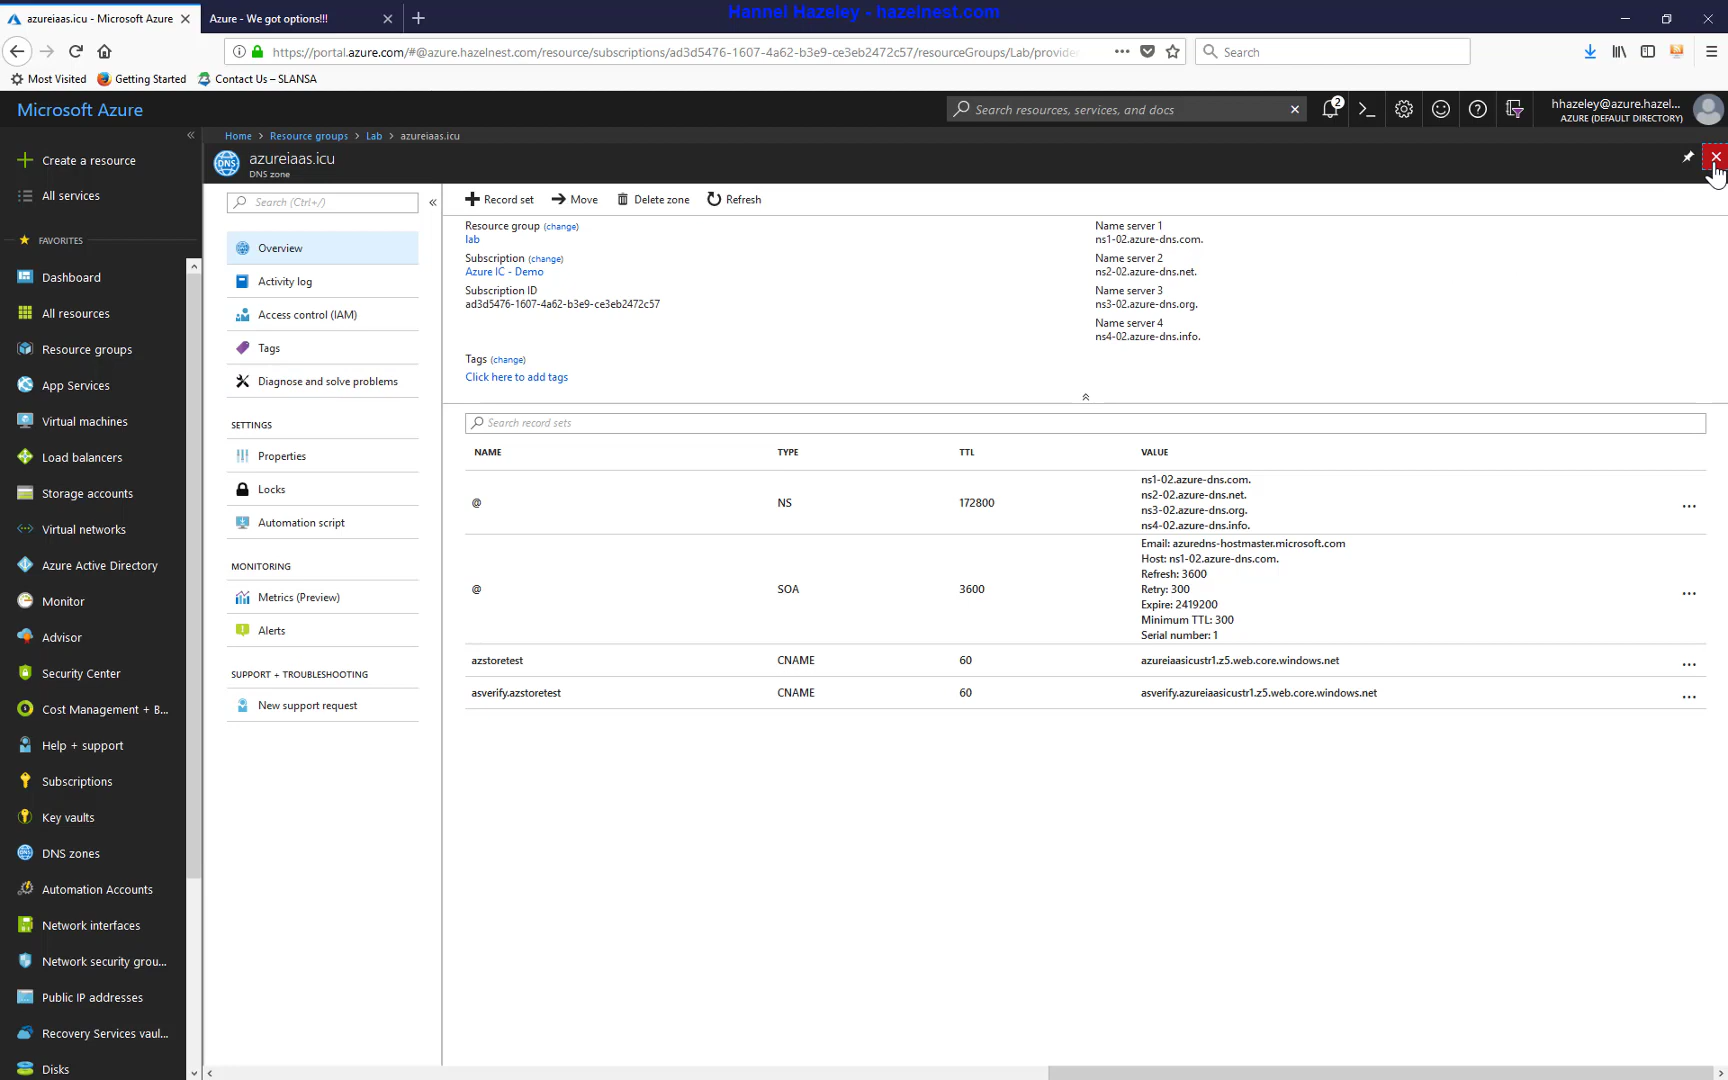 azureiaas.icu - Microsoft Azure
Azure - We got options!!!
Hannel Hazeley - hazelnest.com
https://portal.azure.com/#@azure.hazelnest.com/resource/subscriptions/ad3d5476-1607-4a62-b3e9-ce3eb2472c57/resourceGroups/Lab/provide
Search
Most Visited
Getting Started
Contact Us – SLANSA
Microsoft Azure
Search resources, services, and docs
2
hhazeley@azure.hazel...
AZURE (DEFAULT DIRECTORY)
Home > Resource groups > Lab > azureiaas.icu
DNS
azureiaas.icu
DNS zone
Create a resource
All services
FAVORITES
Dashboard
All resources
Resource groups
App Services
Virtual machines
Load balancers
Storage accounts
Virtual networks
Azure Active Directory
Monitor
Advisor
Security Center
Cost Management + B...
Help + support
Subscriptions
Key vaults
DNS zones
Automation Accounts
Network interfaces
Network security grou...
Public IP addresses
Recovery Services vaul...
Disks
Search (Ctrl+/)
Overview
Activity log
Access control (IAM)
Tags
Diagnose and solve problems
SETTINGS
Properties
Locks
Automation script
MONITORING
Metrics (Preview)
Alerts
SUPPORT + TROUBLESHOOTING
New support request
Record set
Move
Delete zone
Refresh
Resource group (change)
lab
Subscription (change)
Azure IC - Demo
Subscription ID
ad3d5476-1607-4a62-b3e9-ce3eb2472c57
Tags (change)
Click here to add tags
Name server 1
ns1-02.azure-dns.com.
Name server 2
ns2-02.azure-dns.net.
Name server 3
ns3-02.azure-dns.org.
Name server 4
ns4-02.azure-dns.info.
Search record sets
NAME TYPE TTL VALUE
@ NS 172800
ns1-02.azure-dns.com.
ns2-02.azure-dns.net.
ns3-02.azure-dns.org.
ns4-02.azure-dns.info.
@ SOA 3600
Email: azuredns-hostmaster.microsoft.com
Host: ns1-02.azure-dns.com.
Refresh: 3600
Retry: 300
Expire: 2419200
Minimum TTL: 300
Serial number: 1
azstoretest CNAME 60 azureiaasicustr1.z5.web.core.windows.net
asverify.azstoretest CNAME 60 asverify.azureiaasicustr1.z5.web.core.windows.net